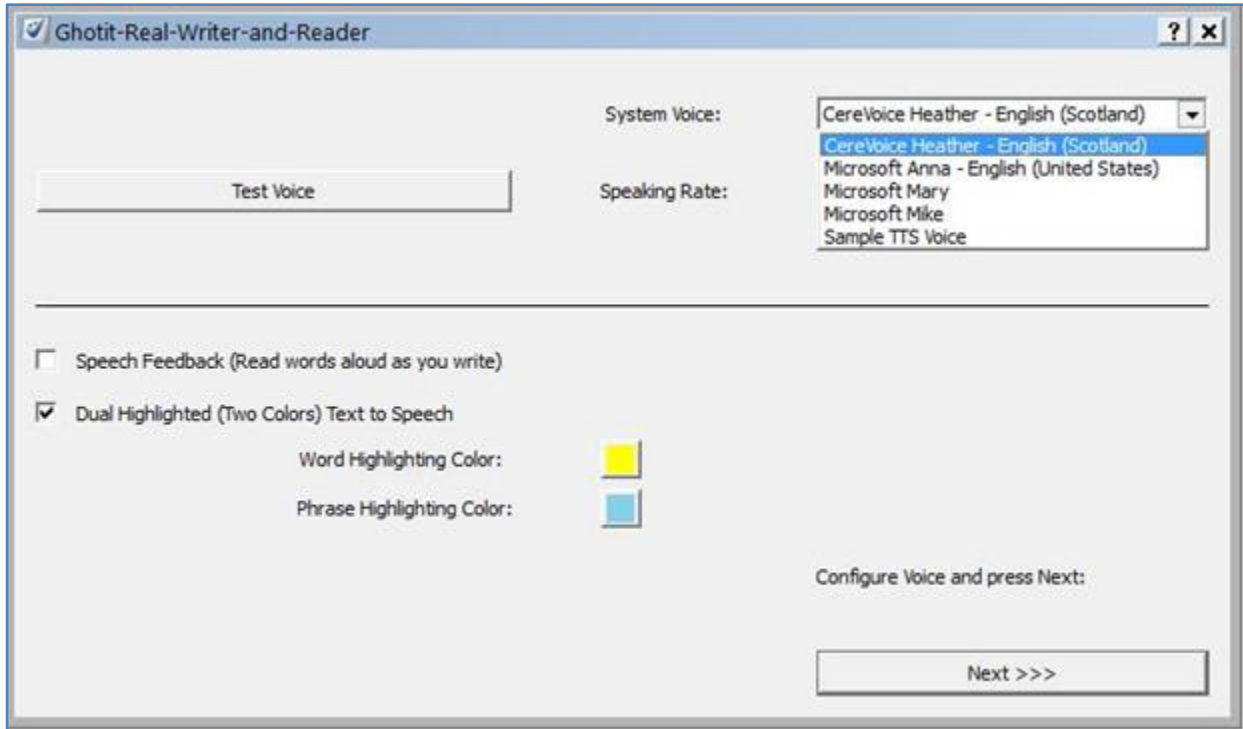 Ghotit-Real-Writer-and-Reader
System Voice:
CereVoice Heather - English (Scotland)
CereVoice Heather - English (Scotland)
Microsoft Anna - English (United States)
Microsoft Mary
Microsoft Mike
Sample TTS Voice
Test Voice
Speaking Rate:
Speech Feedback (Read words aloud as you write)
Dual Highlighted (Two Colors) Text to Speech
Word Highlighting Color:
Phrase Highlighting Color:
Configure Voice and press Next:
Next >>>